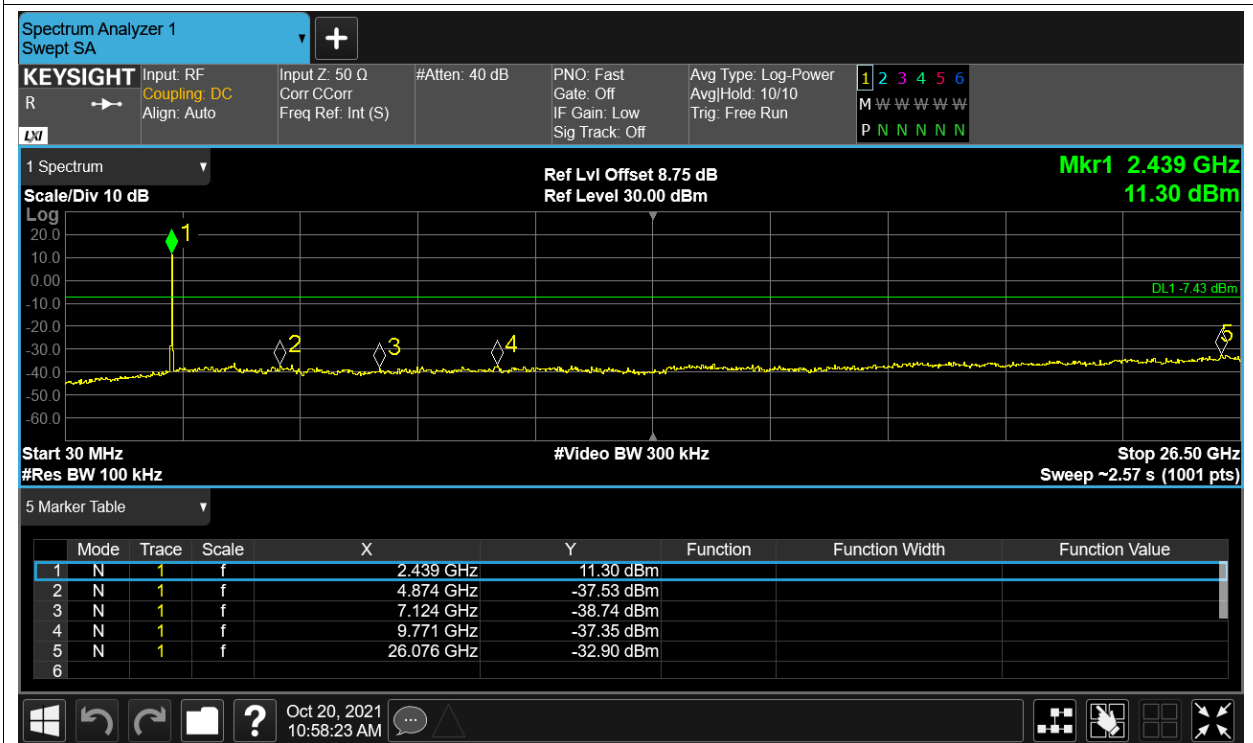 Spectrum Analyzer 1
Swept SA
KEYSIGHT Input: RF Input Z: 50 Ω #Atten: 40 dB PNO: Fast Avg Type: Log-Power 1 2 3 4 5 6
R Coupling: DC Corr CCorr Gate: Off Avg|Hold: 10/10 M W W W W W
Align: Auto Freq Ref: Int (S) IF Gain: Low Trig: Free Run
LXI Sig Track: Off P N N N N N
1 Spectrum Ref Lvl Offset 8.75 dB Mkr1 2.439 GHz
Scale/Div 10 dB Ref Level 30.00 dBm 11.30 dBm
Log
20.0 1
10.0
0.00 DL1 -7.43 dBm
-10.0
-20.0
-30.0 2 3 4 5
-40.0
-50.0
-60.0
Start 30 MHz #Video BW 300 kHz Stop 26.50 GHz
#Res BW 100 kHz Sweep ~2.57 s (1001 pts)
5 Marker Table
Mode Trace Scale X Y Function Function Width Function Value
1 N 1 f 2.439 GHz 11.30 dBm
2 N 1 f 4.874 GHz -37.53 dBm
3 N 1 f 7.124 GHz -38.74 dBm
4 N 1 f 9.771 GHz -37.35 dBm
5 N 1 f 26.076 GHz -32.90 dBm
6
? Oct 20, 2021
10:58:23 AM